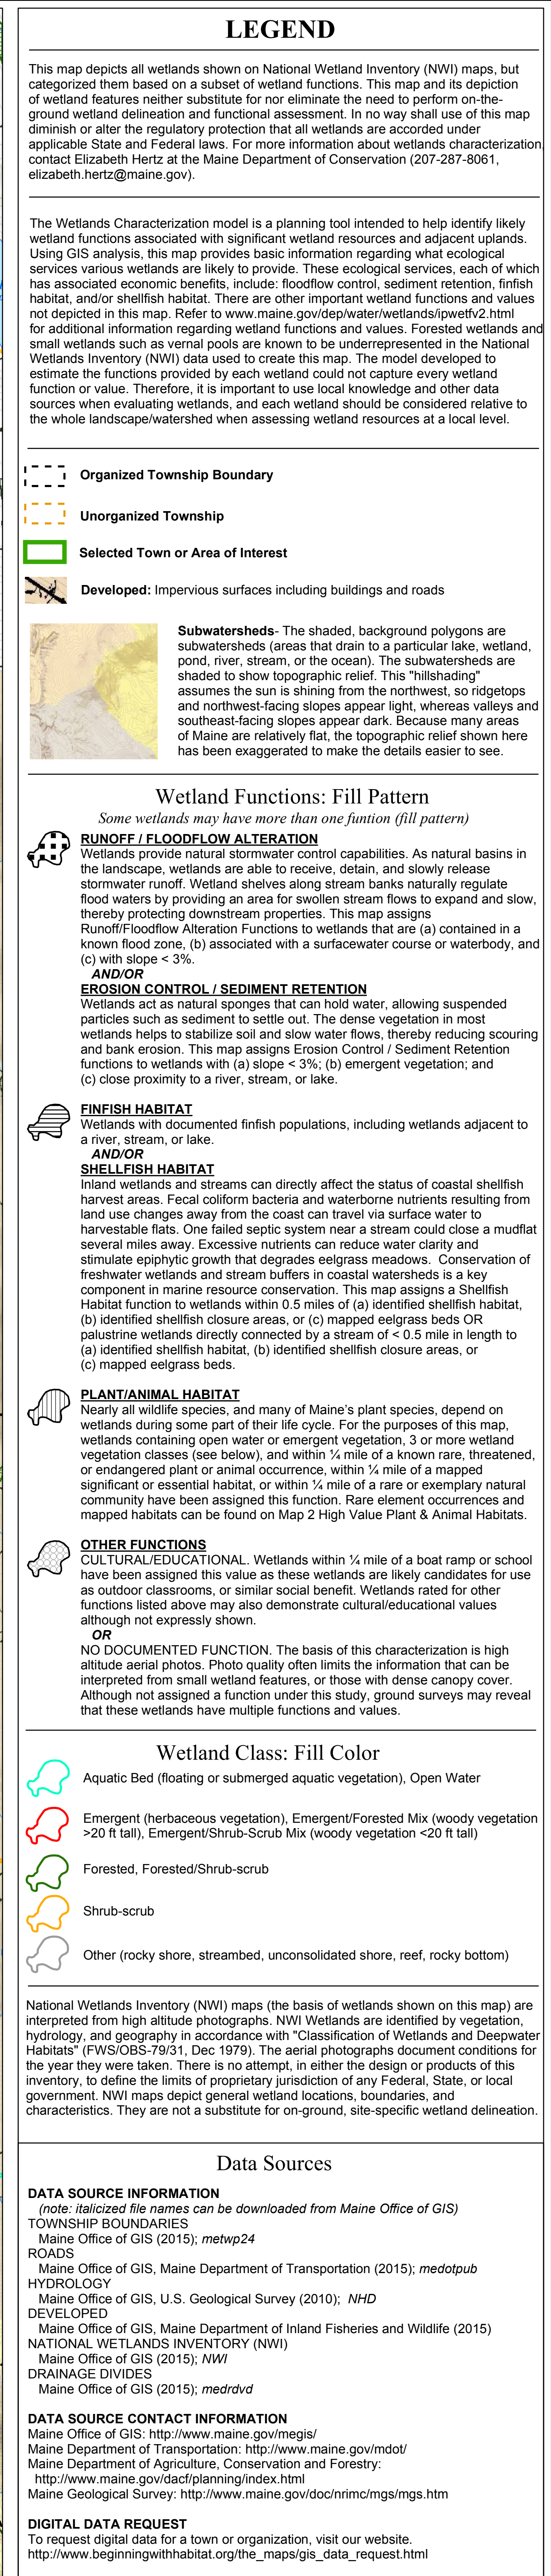 LEGEND
This map depicts all wetlands shown on National Wetland Inventory (NWI) maps, but
categorized them based on a subset of wetland functions. This map and its depiction
of wetland features neither substitute for nor eliminate the need to perform on-the-
ground wetland delineation and functional assessment. In no way shall use of this map
diminish or alter the regulatory protection that all wetlands are accorded under
applicable State and Federal laws. For more information about wetlands characterization,
contact Elizabeth Hertz at the Maine Department of Conservation (207-287-8061,
elizabeth.hertz@maine.gov).
The Wetlands Characterization model is a planning tool intended to help identify likely
wetland functions associated with significant wetland resources and adjacent uplands.
Using GIS analysis, this map provides basic information regarding what ecological
services various wetlands are likely to provide. These ecological services, each of which
has associated economic benefits, include: floodflow control, sediment retention, finfish
habitat, and/or shellfish habitat. There are other important wetland functions and values
not depicted in this map. Refer to www.maine.gov/dep/water/wetlands/ipwetfv2.html
for additional information regarding wetland functions and values. Forested wetlands and
small wetlands such as vernal pools are known to be underrepresented in the National
Wetlands Inventory (NWI) data used to create this map. The model developed to
estimate the functions provided by each wetland could not capture every wetland
function or value. Therefore, it is important to use local knowledge and other data
sources when evaluating wetlands, and each wetland should be considered relative to
the whole landscape/watershed when assessing wetland resources at a local level.
Organized Township Boundary
Unorganized Township
Selected Town or Area of Interest
Developed: Impervious surfaces including buildings and roads
Subwatersheds- The shaded, background polygons are
subwatersheds (areas that drain to a particular lake, wetland,
pond, river, stream, or the ocean). The subwatersheds are
shaded to show topographic relief. This "hillshading"
assumes the sun is shining from the northwest, so ridgetops
and northwest-facing slopes appear light, whereas valleys and
southeast-facing slopes appear dark. Because many areas
of Maine are relatively flat, the topographic relief shown here
has been exaggerated to make the details easier to see.
Wetland Functions: Fill Pattern
Some wetlands may have more than one funtion (fill pattern)
RUNOFF / FLOODFLOW ALTERATION
Wetlands provide natural stormwater control capabilities. As natural basins in
the landscape, wetlands are able to receive, detain, and slowly release
stormwater runoff. Wetland shelves along stream banks naturally regulate
flood waters by providing an area for swollen stream flows to expand and slow,
thereby protecting downstream properties. This map assigns
Runoff/Floodflow Alteration Functions to wetlands that are (a) contained in a
known flood zone, (b) associated with a surfacewater course or waterbody, and
(c) with slope < 3%.
AND/OR
EROSION CONTROL / SEDIMENT RETENTION
Wetlands act as natural sponges that can hold water, allowing suspended
particles such as sediment to settle out. The dense vegetation in most
wetlands helps to stabilize soil and slow water flows, thereby reducing scouring
and bank erosion. This map assigns Erosion Control / Sediment Retention
functions to wetlands with (a) slope < 3%; (b) emergent vegetation; and
(c) close proximity to a river, stream, or lake.
FINFISH HABITAT
Wetlands with documented finfish populations, including wetlands adjacent to
a river, stream, or lake.
AND/OR
SHELLFISH HABITAT
Inland wetlands and streams can directly affect the status of coastal shellfish
harvest areas. Fecal coliform bacteria and waterborne nutrients resulting from
land use changes away from the coast can travel via surface water to
harvestable flats. One failed septic system near a stream could close a mudflat
several miles away. Excessive nutrients can reduce water clarity and
stimulate epiphytic growth that degrades eelgrass meadows. Conservation of
freshwater wetlands and stream buffers in coastal watersheds is a key
component in marine resource conservation. This map assigns a Shellfish
Habitat function to wetlands within 0.5 miles of (a) identified shellfish habitat,
(b) identified shellfish closure areas, or (c) mapped eelgrass beds OR
palustrine wetlands directly connected by a stream of < 0.5 mile in length to
(a) identified shellfish habitat, (b) identified shellfish closure areas, or
(c) mapped eelgrass beds.
PLANT/ANIMAL HABITAT
Nearly all wildlife species, and many of Maine's plant species, depend on
wetlands during some part of their life cycle. For the purposes of this map,
wetlands containing open water or emergent vegetation, 3 or more wetland
vegetation classes (see below), and within ¼ mile of a known rare, threatened,
or endangered plant or animal occurrence, within ¼ mile of a mapped
significant or essential habitat, or within ¼ mile of a rare or exemplary natural
community have been assigned this function. Rare element occurrences and
mapped habitats can be found on Map 2 High Value Plant & Animal Habitats.
OTHER FUNCTIONS
CULTURAL/EDUCATIONAL. Wetlands within ¼ mile of a boat ramp or school
have been assigned this value as these wetlands are likely candidates for use
as outdoor classrooms, or similar social benefit. Wetlands rated for other
functions listed above may also demonstrate cultural/educational values
although not expressly shown.
OR
NO DOCUMENTED FUNCTION. The basis of this characterization is high
altitude aerial photos. Photo quality often limits the information that can be
interpreted from small wetland features, or those with dense canopy cover.
Although not assigned a function under this study, ground surveys may reveal
that these wetlands have multiple functions and values.
Wetland Class: Fill Color
Aquatic Bed (floating or submerged aquatic vegetation), Open Water
Emergent (herbaceous vegetation), Emergent/Forested Mix (woody vegetation
>20 ft tall), Emergent/Shrub-Scrub Mix (woody vegetation <20 ft tall)
Forested, Forested/Shrub-scrub
Shrub-scrub
Other (rocky shore, streambed, unconsolidated shore, reef, rocky bottom)
National Wetlands Inventory (NWI) maps (the basis of wetlands shown on this map) are
interpreted from high altitude photographs. NWI Wetlands are identified by vegetation,
hydrology, and geography in accordance with "Classification of Wetlands and Deepwater
Habitats" (FWS/OBS-79/31, Dec 1979). The aerial photographs document conditions for
the year they were taken. There is no attempt, in either the design or products of this
inventory, to define the limits of proprietary jurisdiction of any Federal, State, or local
government. NWI maps depict general wetland locations, boundaries, and
characteristics. They are not a substitute for on-ground, site-specific wetland delineation.
Data Sources
DATA SOURCE INFORMATION
(note: italicized file names can be downloaded from Maine Office of GIS)
TOWNSHIP BOUNDARIES
Maine Office of GIS (2015); metwp24
ROADS
Maine Office of GIS, Maine Department of Transportation (2015); medotpub
HYDROLOGY
Maine Office of GIS, U.S. Geological Survey (2010); NHD
DEVELOPED
Maine Office of GIS, Maine Department of Inland Fisheries and Wildlife (2015)
NATIONAL WETLANDS INVENTORY (NWI)
Maine Office of GIS (2015); NWI
DRAINAGE DIVIDES
Maine Office of GIS (2015); medrdvd
DATA SOURCE CONTACT INFORMATION
Maine Office of GIS: http://www.maine.gov/megis/
Maine Department of Transportation: http://www.maine.gov/mdot/
Maine Department of Agriculture, Conservation and Forestry:
http://www.maine.gov/dacf/planning/index.html
Maine Geological Survey: http://www.maine.gov/doc/nrimc/mgs/mgs.htm
DIGITAL DATA REQUEST
To request digital data for a town or organization, visit our website.
http://www.beginningwithhabitat.org/the_maps/gis_data_request.html